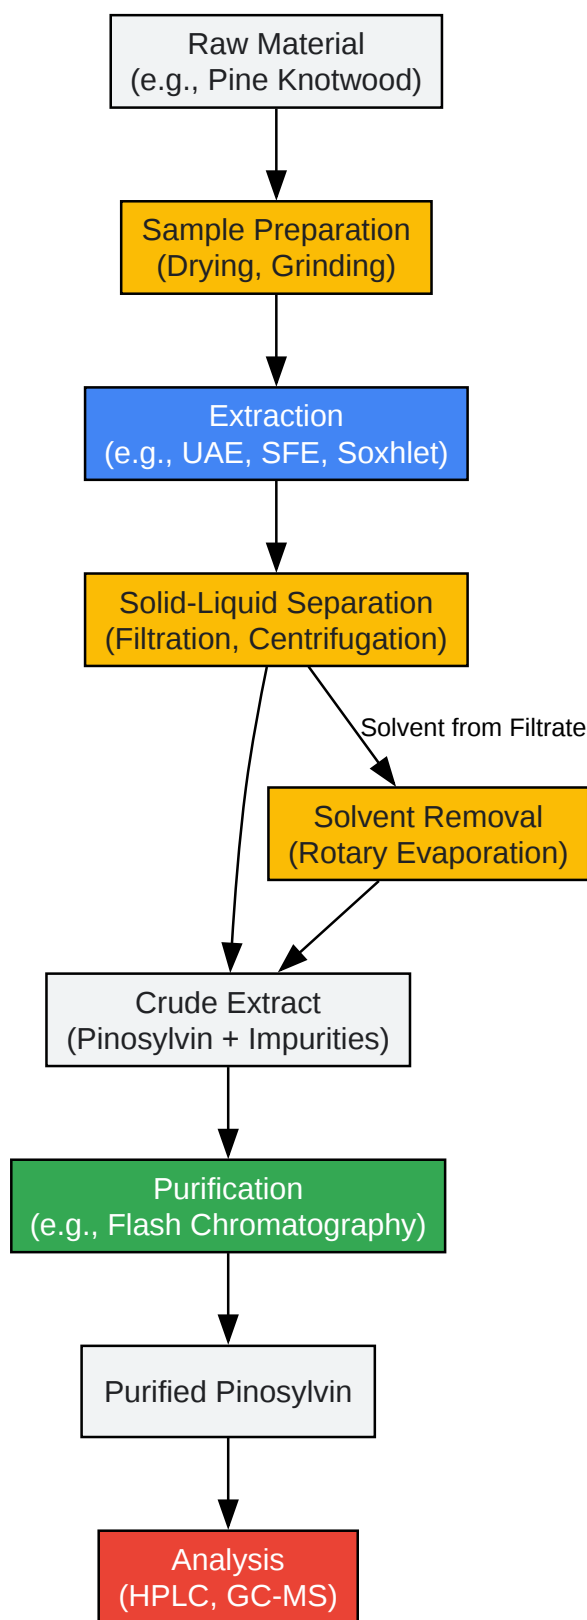 Raw Material
(e.g., Pine Knotwood)
Sample Preparation
(Drying, Grinding)
Extraction
(e.g., UAE, SFE, Soxhlet)
Solid-Liquid Separation
(Filtration, Centrifugation)
Solvent from Filtrate
Solvent Removal
(Rotary Evaporation)
Crude Extract
(Pinosylvin + Impurities)
Purification
(e.g., Flash Chromatography)
Purified Pinosylvin
Analysis
(HPLC, GC-MS)